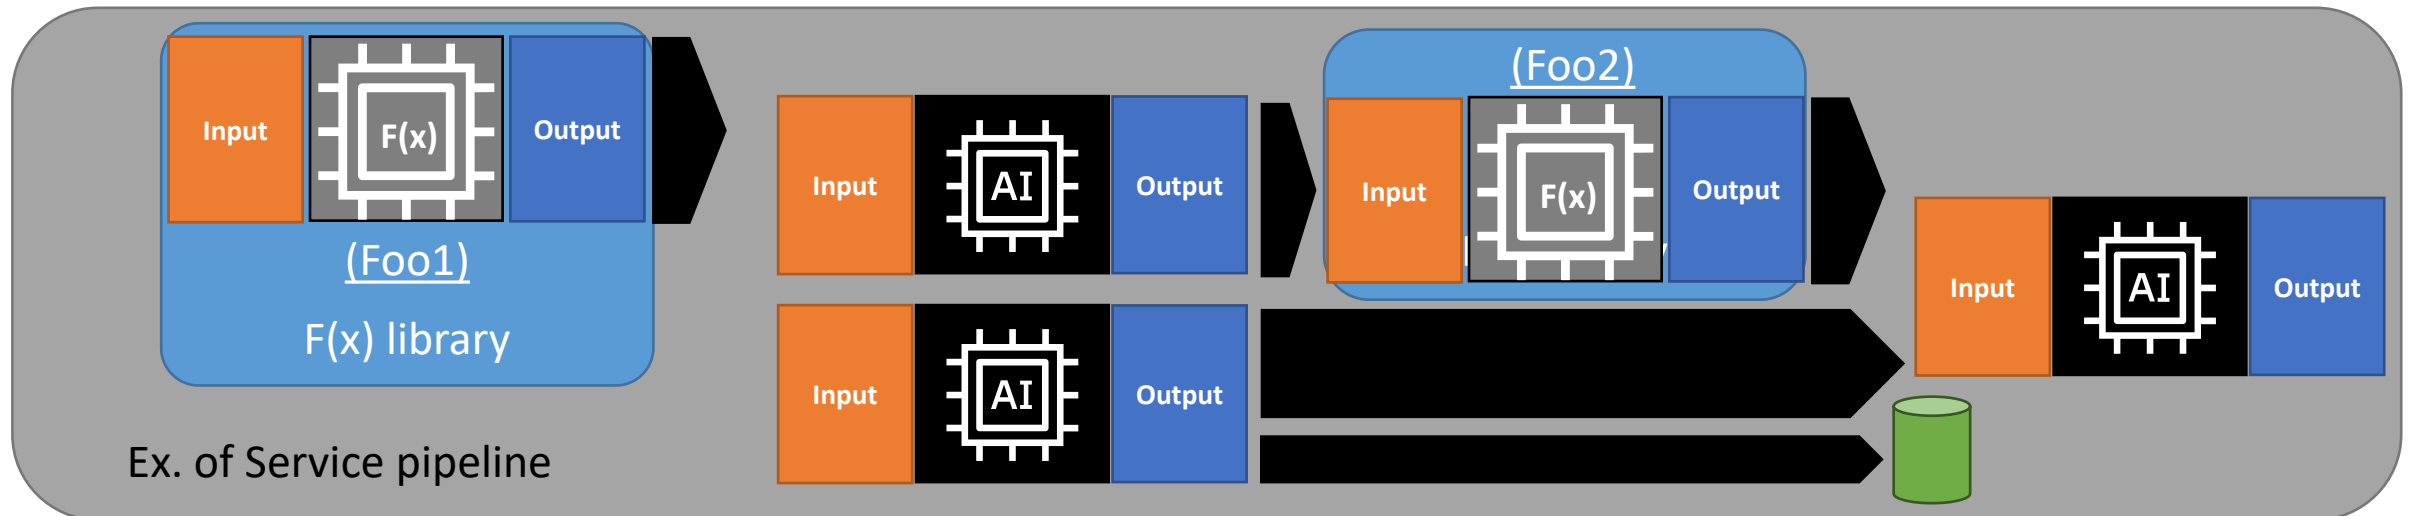 Input
F(x)
Output
(Foo1)
F(x) library
Input
AI
Output
(Foo2)
Input
F(x)
Output
Input
AI
Output
Input
AI
Output
Ex. of Service pipeline